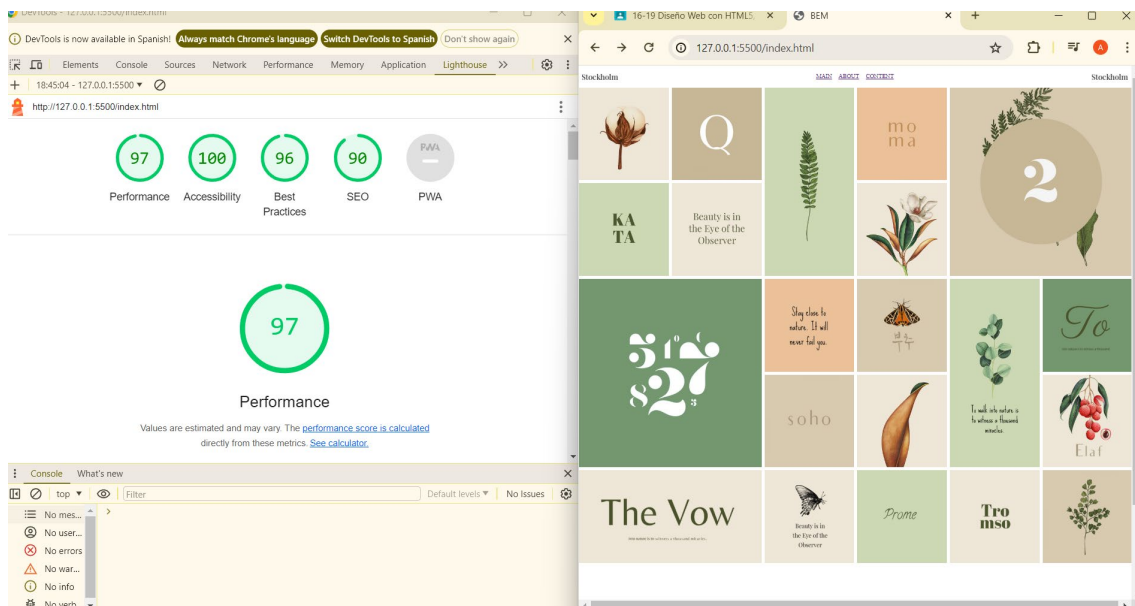 DevTools - 127.0.0.1:5500/index.html
DevTools is now available in Spanish! Always match Chrome's language Switch DevTools to Spanish Don't show again
Elements Console Sources Network Performance Memory Application Lighthouse
18:45:04 - 127.0.0.1:5500
http://127.0.0.1:5500/index.html
97 100 96 90 PWA
Performance Accessibility Best Practices SEO PWA
97
Performance
Values are estimated and may vary. The performance score is calculated
directly from these metrics. See calculator.
Console What's new
top Filter Default levels No Issues
No mes...
No user...
No errors
No war...
No info
No verb
16-19 Diseño Web con HTML5,
BEM
127.0.0.1:5500/index.html
A
Stockholm MAIN ABOUT CONTENT Stockholm
Q
mo
ma
2
KA
TA
Beauty is in
the Eye of the
Observer
Stay close to
nature. It will
never fail you.
To
soho
To walk into nature is
to witness a thousand
miracles.
Elaf
The Vow
Beauty is in
the Eye of the
Observer
Prome
Tro
mso